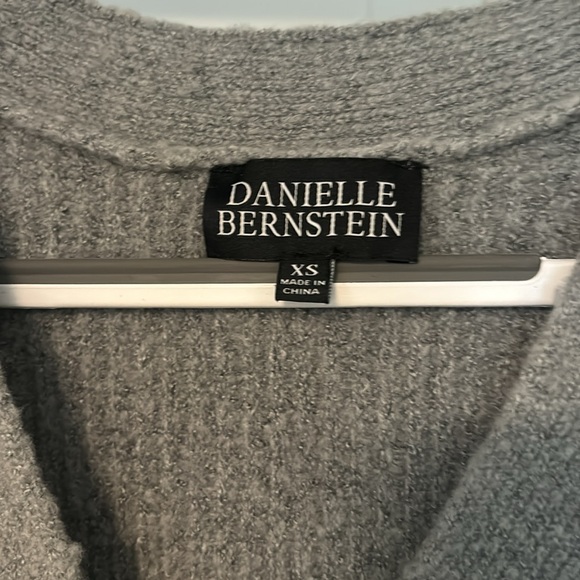 DANIELLE
BERNSTEIN
XS
MADE IN
CHINA